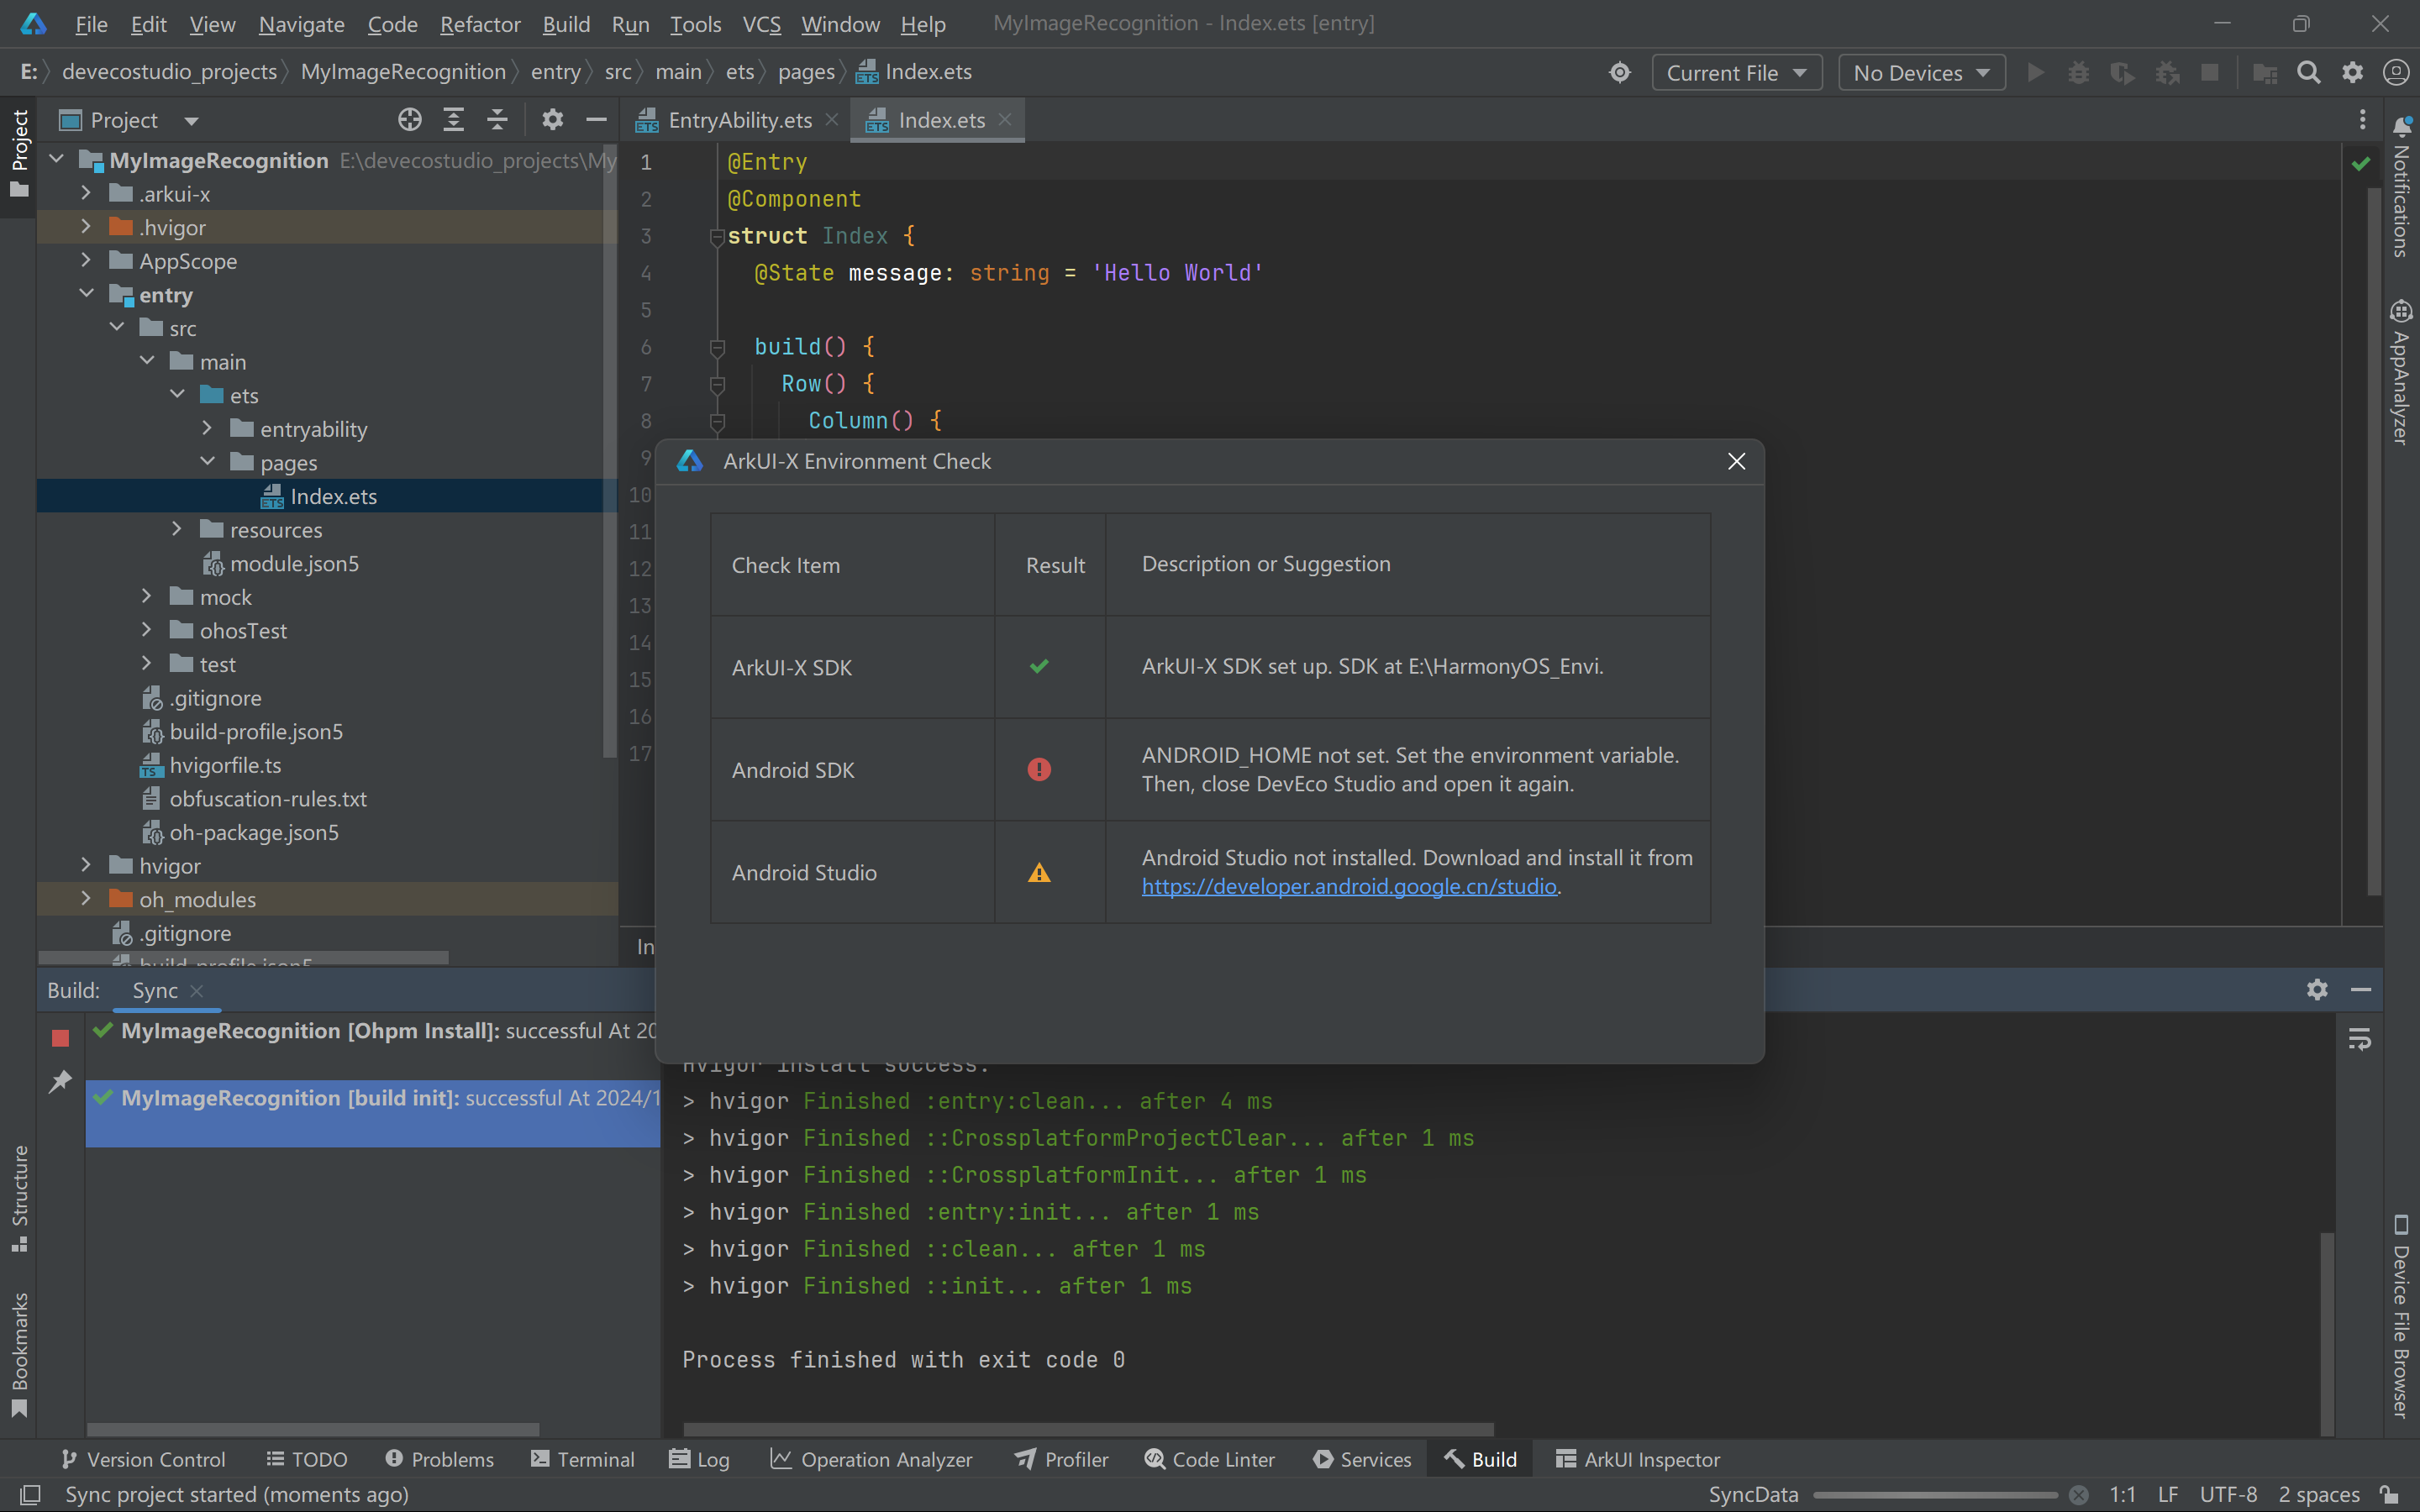 File Edit View Navigate Code Refactor Build Run Tools VCS Window Help MyImageRecognition - Index.ets [entry]
E: devecostudio_projects MyImageRecognition entry src main ets pages Index.ets Current File No Devices
Project
Project
MyImageRecognition E:\devecostudio_projects\My
.arkui-x
.hvigor
AppScope
entry
src
main
ets
entryability
pages
Index.ets
resources
module.json5
mock
ohosTest
test
.gitignore
build-profile.json5
hvigorfile.ts
obfuscation-rules.txt
oh-package.json5
hvigor
oh_modules
.gitignore
build-profile.json5
EntryAbility.ets Index.ets
1 @Entry
2 @Component
3 struct Index {
4 @State message: string = 'Hello World'
5
6 build() {
7 Row() {
8 Column() {
9
10
11
12
13
14
15
16
17
In
ArkUI-X Environment Check
Check Item Result Description or Suggestion
ArkUI-X SDK ArkUI-X SDK set up. SDK at E:\HarmonyOS_Envi.
Android SDK ANDROID_HOME not set. Set the environment variable.
Then, close DevEco Studio and open it again.
Android Studio Android Studio not installed. Download and install it from
https://developer.android.google.cn/studio.
Notifications
AppAnalyzer
Device File Browser
Structure
Bookmarks
Build: Sync
MyImageRecognition [Ohpm Install]: successful At 20
MyImageRecognition [build init]: successful At 2024/1
Hvigor install success.
> hvigor Finished :entry:clean... after 4 ms
> hvigor Finished ::CrossplatformProjectClear... after 1 ms
> hvigor Finished ::CrossplatformInit... after 1 ms
> hvigor Finished :entry:init... after 1 ms
> hvigor Finished ::clean... after 1 ms
> hvigor Finished ::init... after 1 ms
Process finished with exit code 0
Version Control TODO Problems Terminal Log Operation Analyzer Profiler Code Linter Services Build ArkUI Inspector
Sync project started (moments ago) SyncData 1:1 LF UTF-8 2 spaces